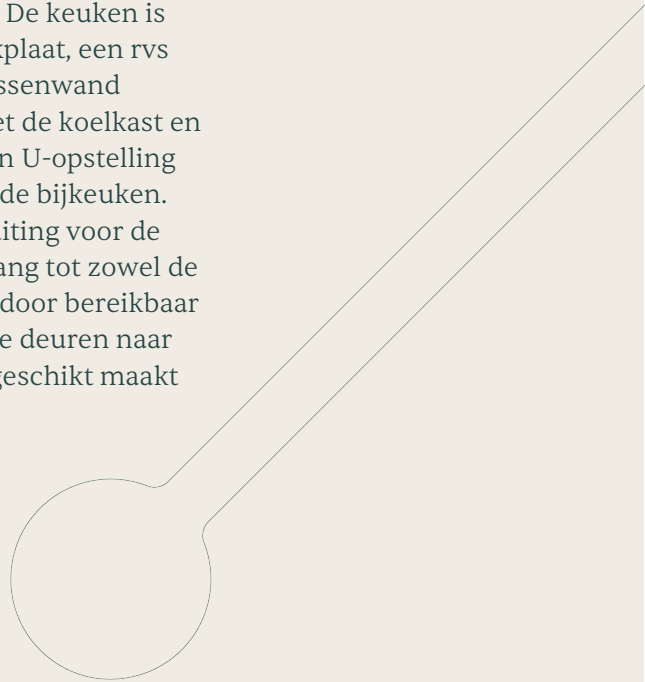 De keuken is
plaat, een rvs
ssenwand
et de koelkast en
n U-opstelling
de bijkeuken.
iting voor de
ang tot zowel de
door bereikbaar
e deuren naar
geschikt maakt